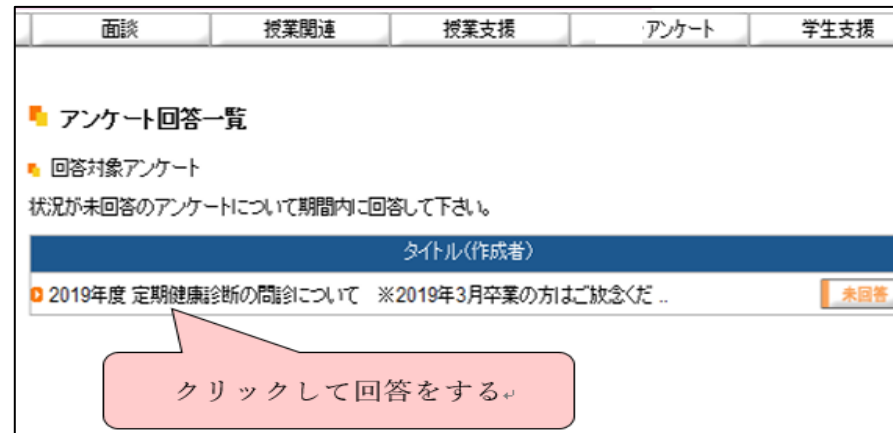 面談 授業関連 授業支援 アンケート 学生支援
アンケート回答一覧
回答対象アンケート
状況が未回答のアンケートについて期間内に回答して下さい。
タイトル(作成者)
2019年度 定期健康診断の問診について ※2019年3月卒業の方はご放念くだ ..
未回答
クリックして回答をする